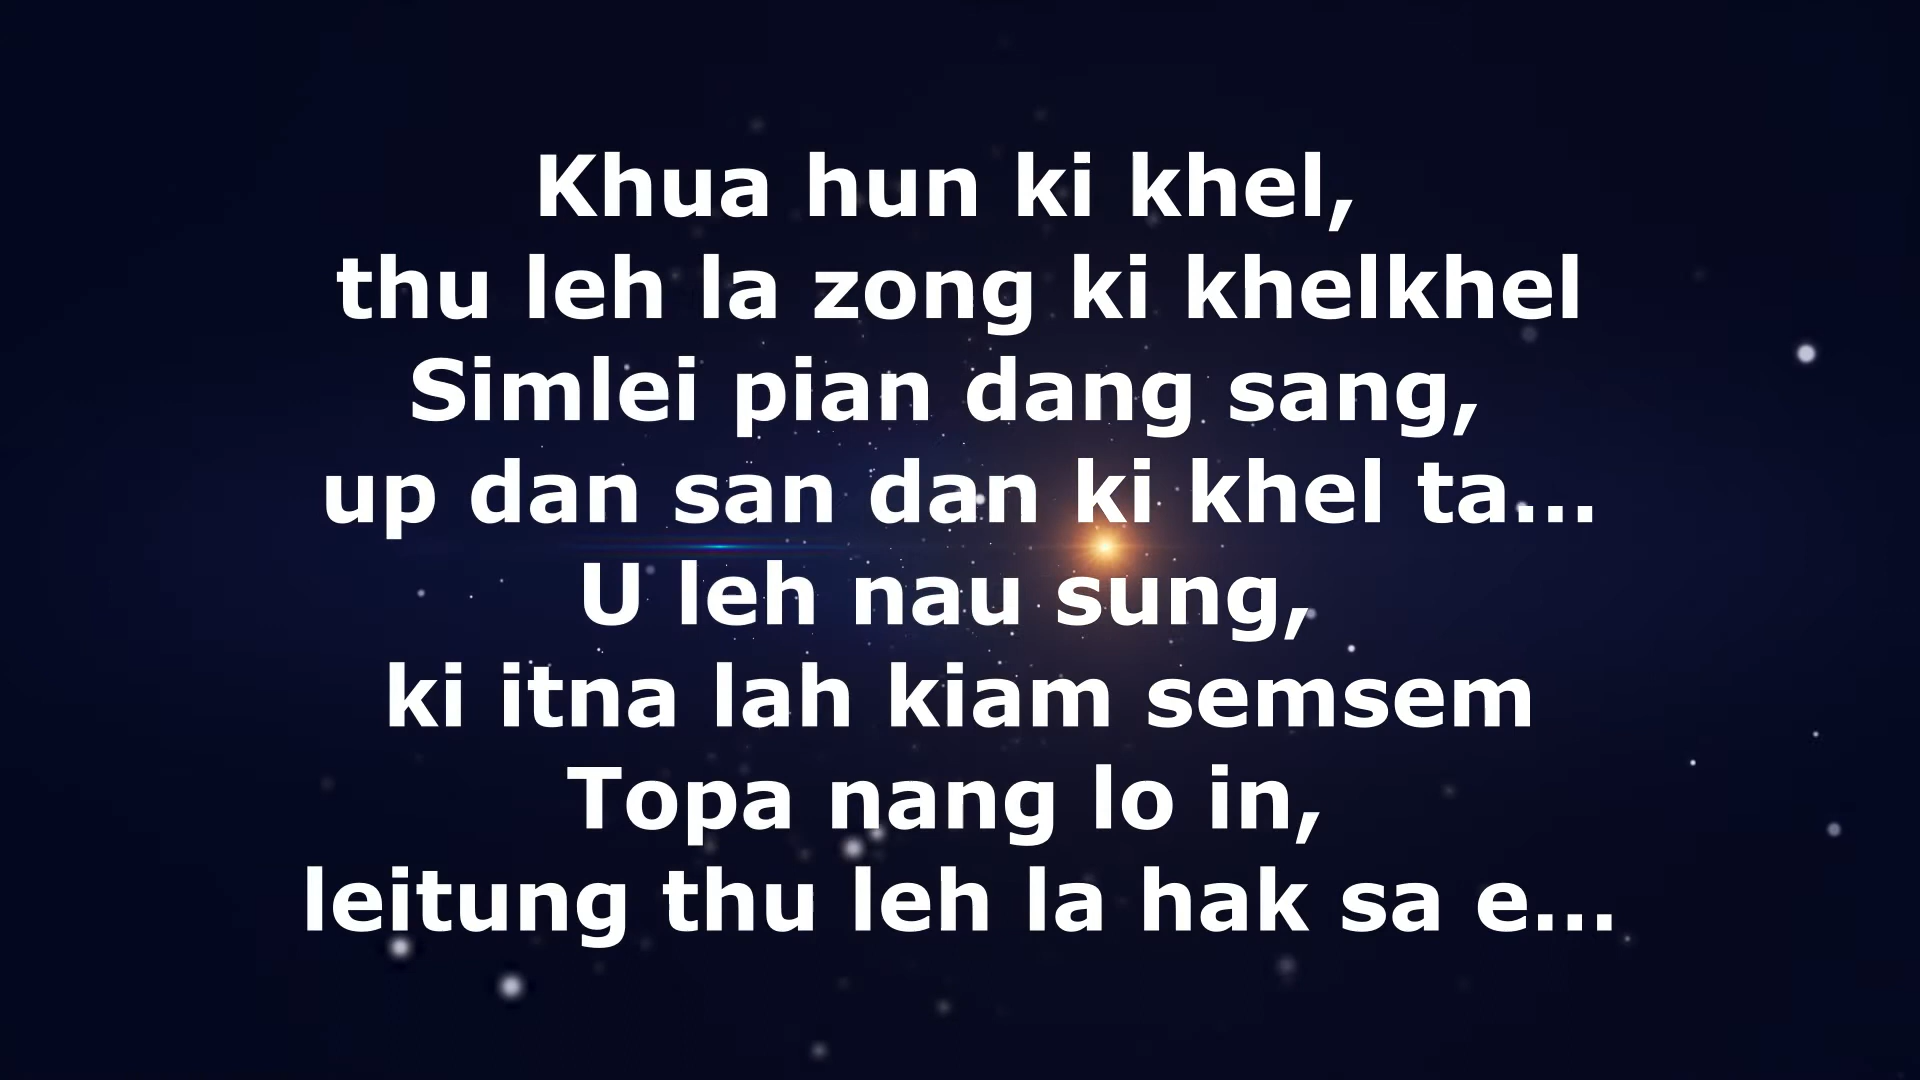 Khua hun ki khel,
thu leh la zong ki khelkhel
Simlei pian dang sang,
up dan san dan ki khel ta...
U leh nau sung,
ki itna lah kiam semsem
Topa nang lo in,
leitung thu leh la hak sa e...